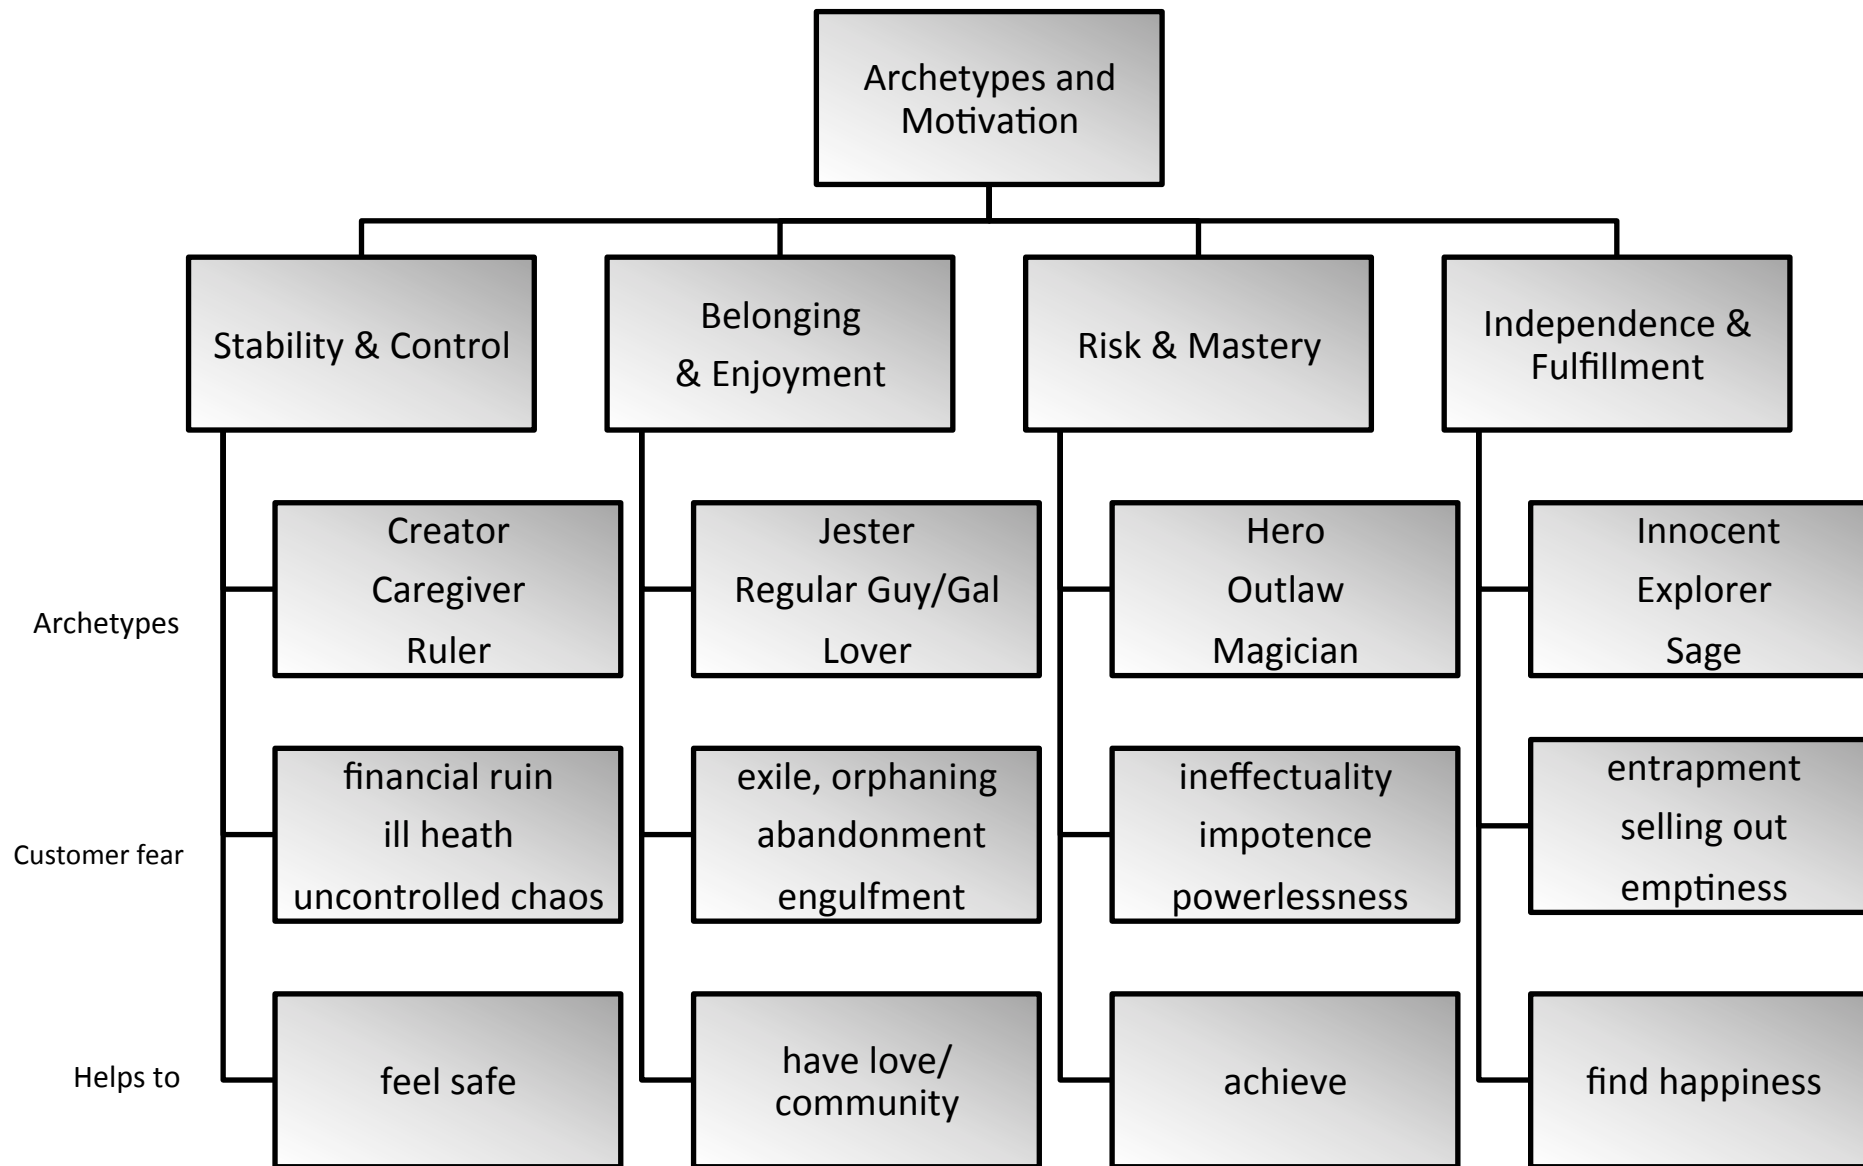 Archetypes and
Motivation
Stability & Control
Belonging
& Enjoyment
Risk & Mastery
Independence &
Fulfillment
Archetypes
Creator
Caregiver
Ruler
Jester
Regular Guy/Gal
Lover
Hero
Outlaw
Magician
Innocent
Explorer
Sage
Customer fear
financial ruin
ill heath
uncontrolled chaos
exile, orphaning
abandonment
engulfment
ineffectuality
impotence
powerlessness
entrapment
selling out
emptiness
Helps to
feel safe
have love/
community
achieve
find happiness